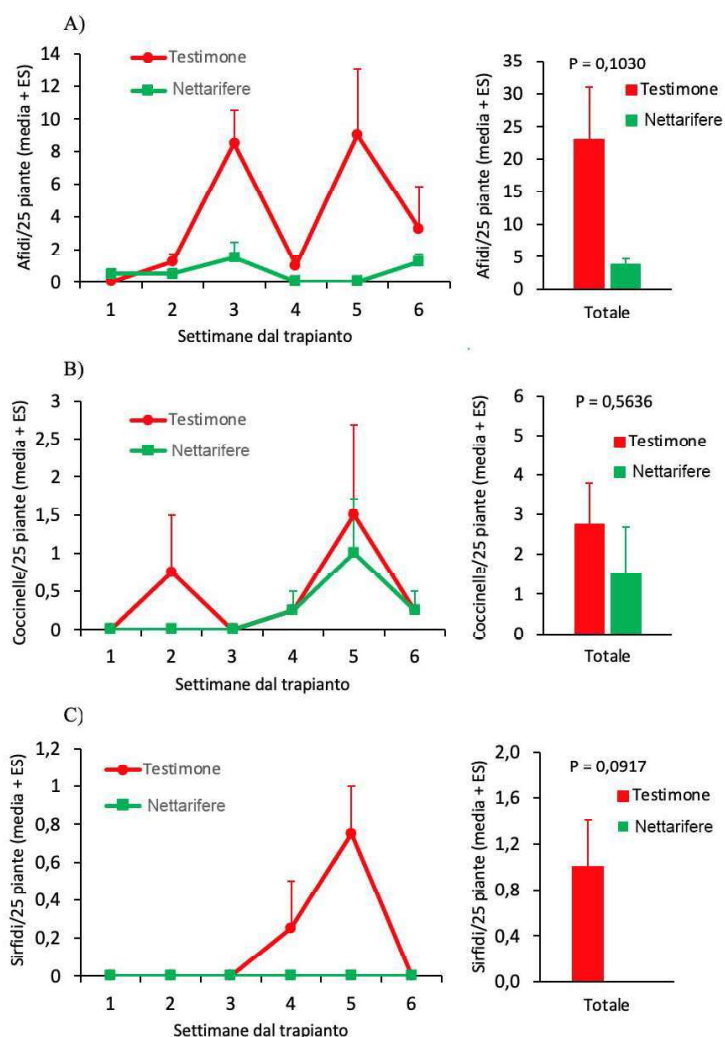 A)
Afidi/25 piante (media + ES)
14
12
10
8
6
4
2
0
Testimone
Nettarifere
1 2 3 4 5 6
Settimane dal trapianto
Afidi/25 piante (media + ES)
35
30
25
20
15
10
5
0
P = 0,1030
Testimone
Nettarifere
Totale
B)
Coccinelle/25 piante (media + ES)
3
2,5
2
1,5
1
0,5
0
Testimone
Nettarifere
1 2 3 4 5 6
Settimane dal trapianto
Coccinelle/25 piante (media + ES)
6
5
4
3
2
1
0
P = 0,5636
Testimone
Nettarifere
Totale
C)
Sirfidi/25 piante (media + ES)
1,2
1
0,8
0,6
0,4
0,2
0
Testimone
Nettarifere
1 2 3 4 5 6
Settimane dal trapianto
Sirfidi/25 piante (media + ES)
2,0
1,6
1,2
0,8
0,4
0,0
P = 0,0917
Testimone
Nettarifere
Totale